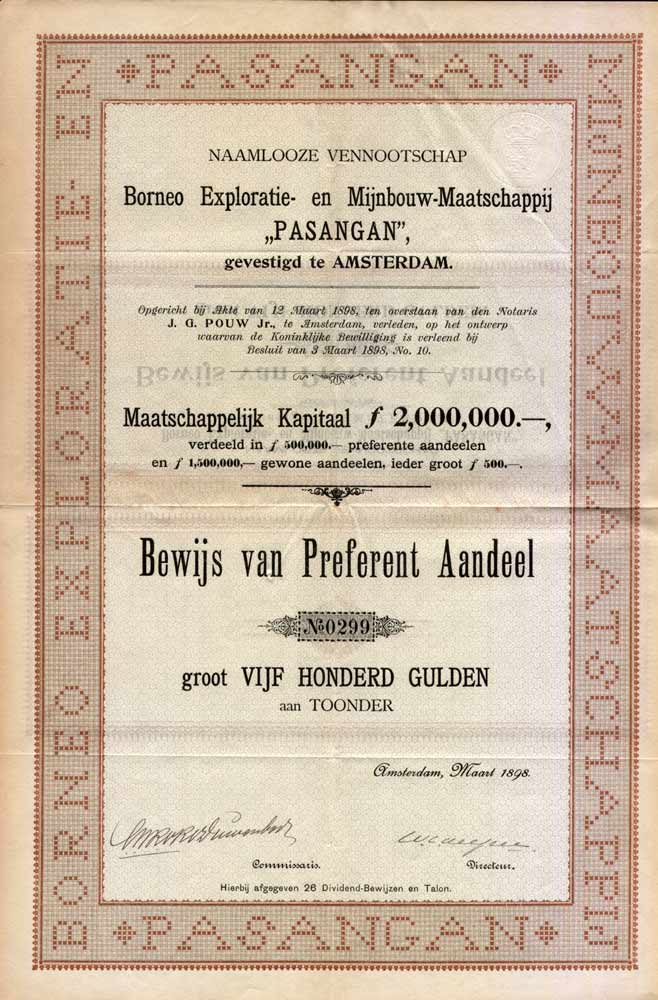 PASANGAN
BORNEO EXPLORATIE- EN
MIJNBOUW-MAATSCHAPPIJ
NAAMLOOZE VENNOOTSCHAP
Borneo Exploratie- en Mijnbouw-Maatschappij
„PASANGAN”,
gevestigd te AMSTERDAM.
Opgericht bij Akte van 12 Maart 1898, ten overstaan van den Notaris
J. G. POUW Jr., te Amsterdam, verleden, op het ontwerp
waarvan de Koninklijke Bewilliging is verleend bij
Besluit van 3 Maart 1898, No. 10.
Maatschappelijk Kapitaal ƒ 2,000,000.—,
verdeeld in ƒ 500,000.— preferente aandeelen
en ƒ 1,500,000,— gewone aandeelen, ieder groot ƒ 500.—.
Bewijs van Preferent Aandeel
№ 0299
groot VIJF HONDERD GULDEN
aan TOONDER
Amsterdam, Maart 1898.
Commissaris.
Directeur.
Hierbij afgegeven 26 Dividend-Bewijzen en Talon.
PASANGAN